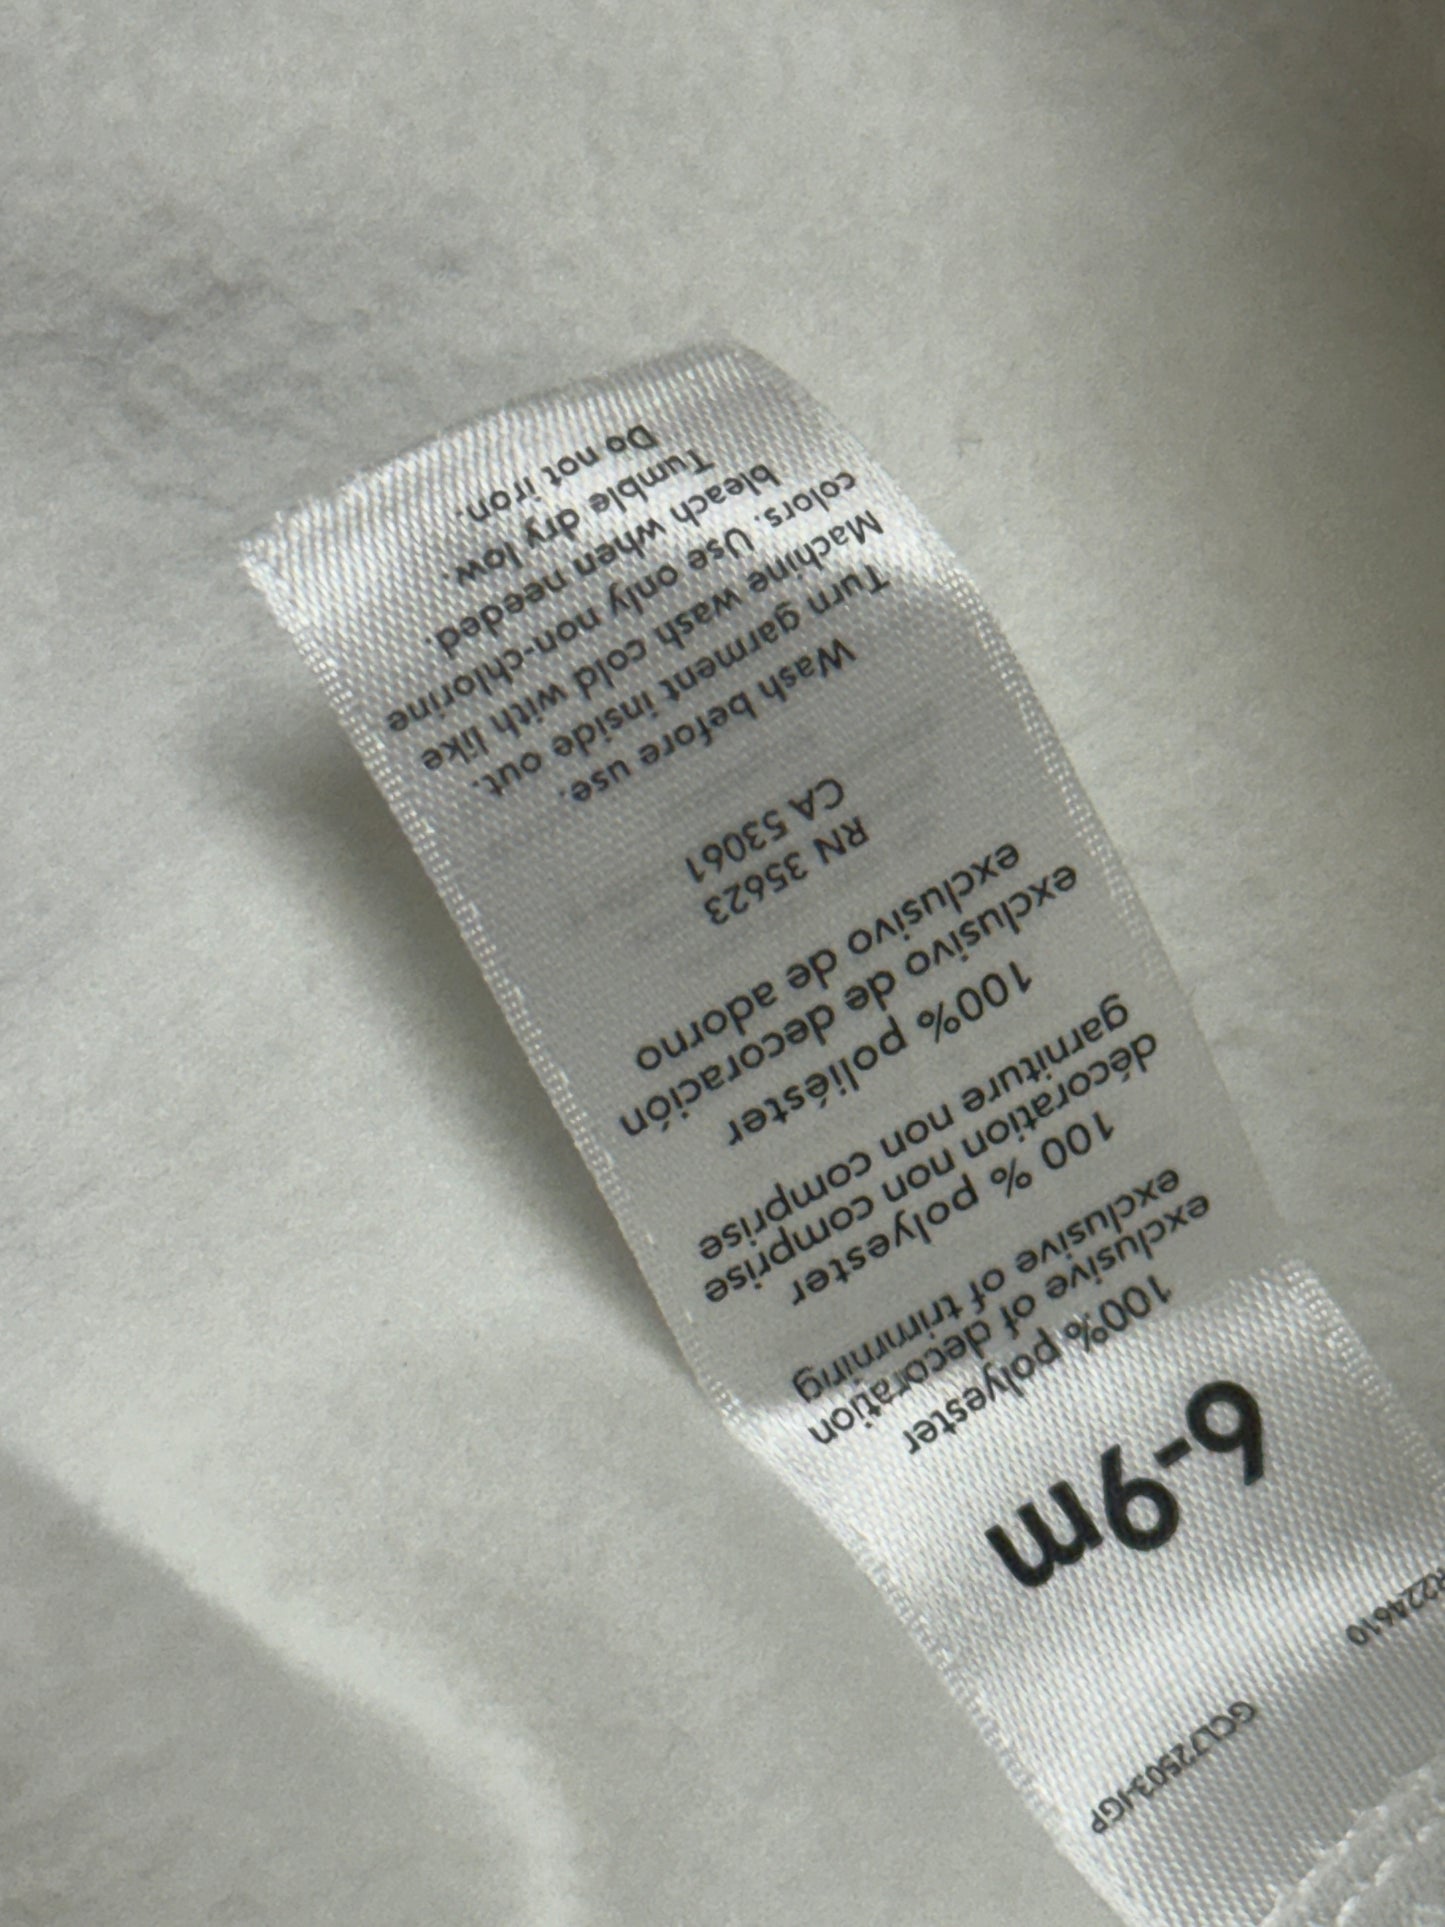 GCL72503-IGP
6-9m
100% polyester
exclusive of decoration
exclusive of trimming
100 % polyester
décoration non comprise
garniture non comprise
100% poliéster
exclusivo de decoración
exclusivo de adorno
RN 35623
CA 53061
Wash before use.
Turn garment inside out.
Machine wash cold with like
colors. Use only non-chlorine
bleach when needed.
Tumble dry low.
Do not iron.